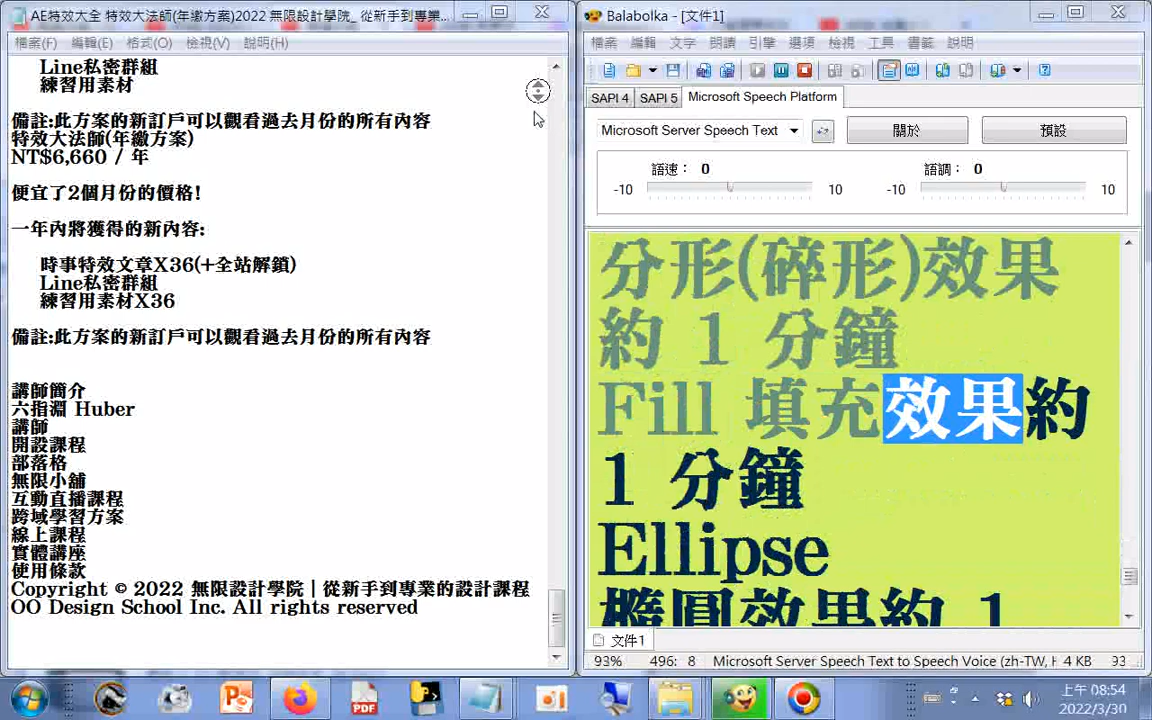 AE特效大全 特效大法師(年繳方案)2022 無限設計學院_ 從新手到專業...
檔案(F) 編輯(E) 格式(O) 檢視(V) 說明(H)
Line私密群組
練習用素材
備註:此方案的新訂戶可以觀看過去月份的所有內容
特效大法師(年繳方案)
NT$6,660 / 年
便宜了2個月份的價格!
一年內將獲得的新內容:
時事特效文章X36(+全站解鎖)
Line私密群組
練習用素材X36
備註:此方案的新訂戶可以觀看過去月份的所有內容
講師簡介
六指淵 Huber
講師
開設課程
部落格
無限小舖
互動直播課程
跨域學習方案
線上課程
實體講座
使用條款
Copyright © 2022 無限設計學院 | 從新手到專業的設計課程
OO Design School Inc. All rights reserved
Balabolka - [文件1]
檔案 編輯 文字 朗讀 引擎 選項 檢視 工具 書籤 說明
SAPI 4 SAPI 5 Microsoft Speech Platform
Microsoft Server Speech Text 關於 預設
語速： 0 語調： 0
-10 10 -10 10
分形(碎形)效果
約 1 分鐘
Fill 填充效果約
1 分鐘
Ellipse
橢圓效果約 1
文件1
93% 496: 8 Microsoft Server Speech Text to Speech Voice (zh-TW, H 4 KB 93
上午 08:54
2022/3/30